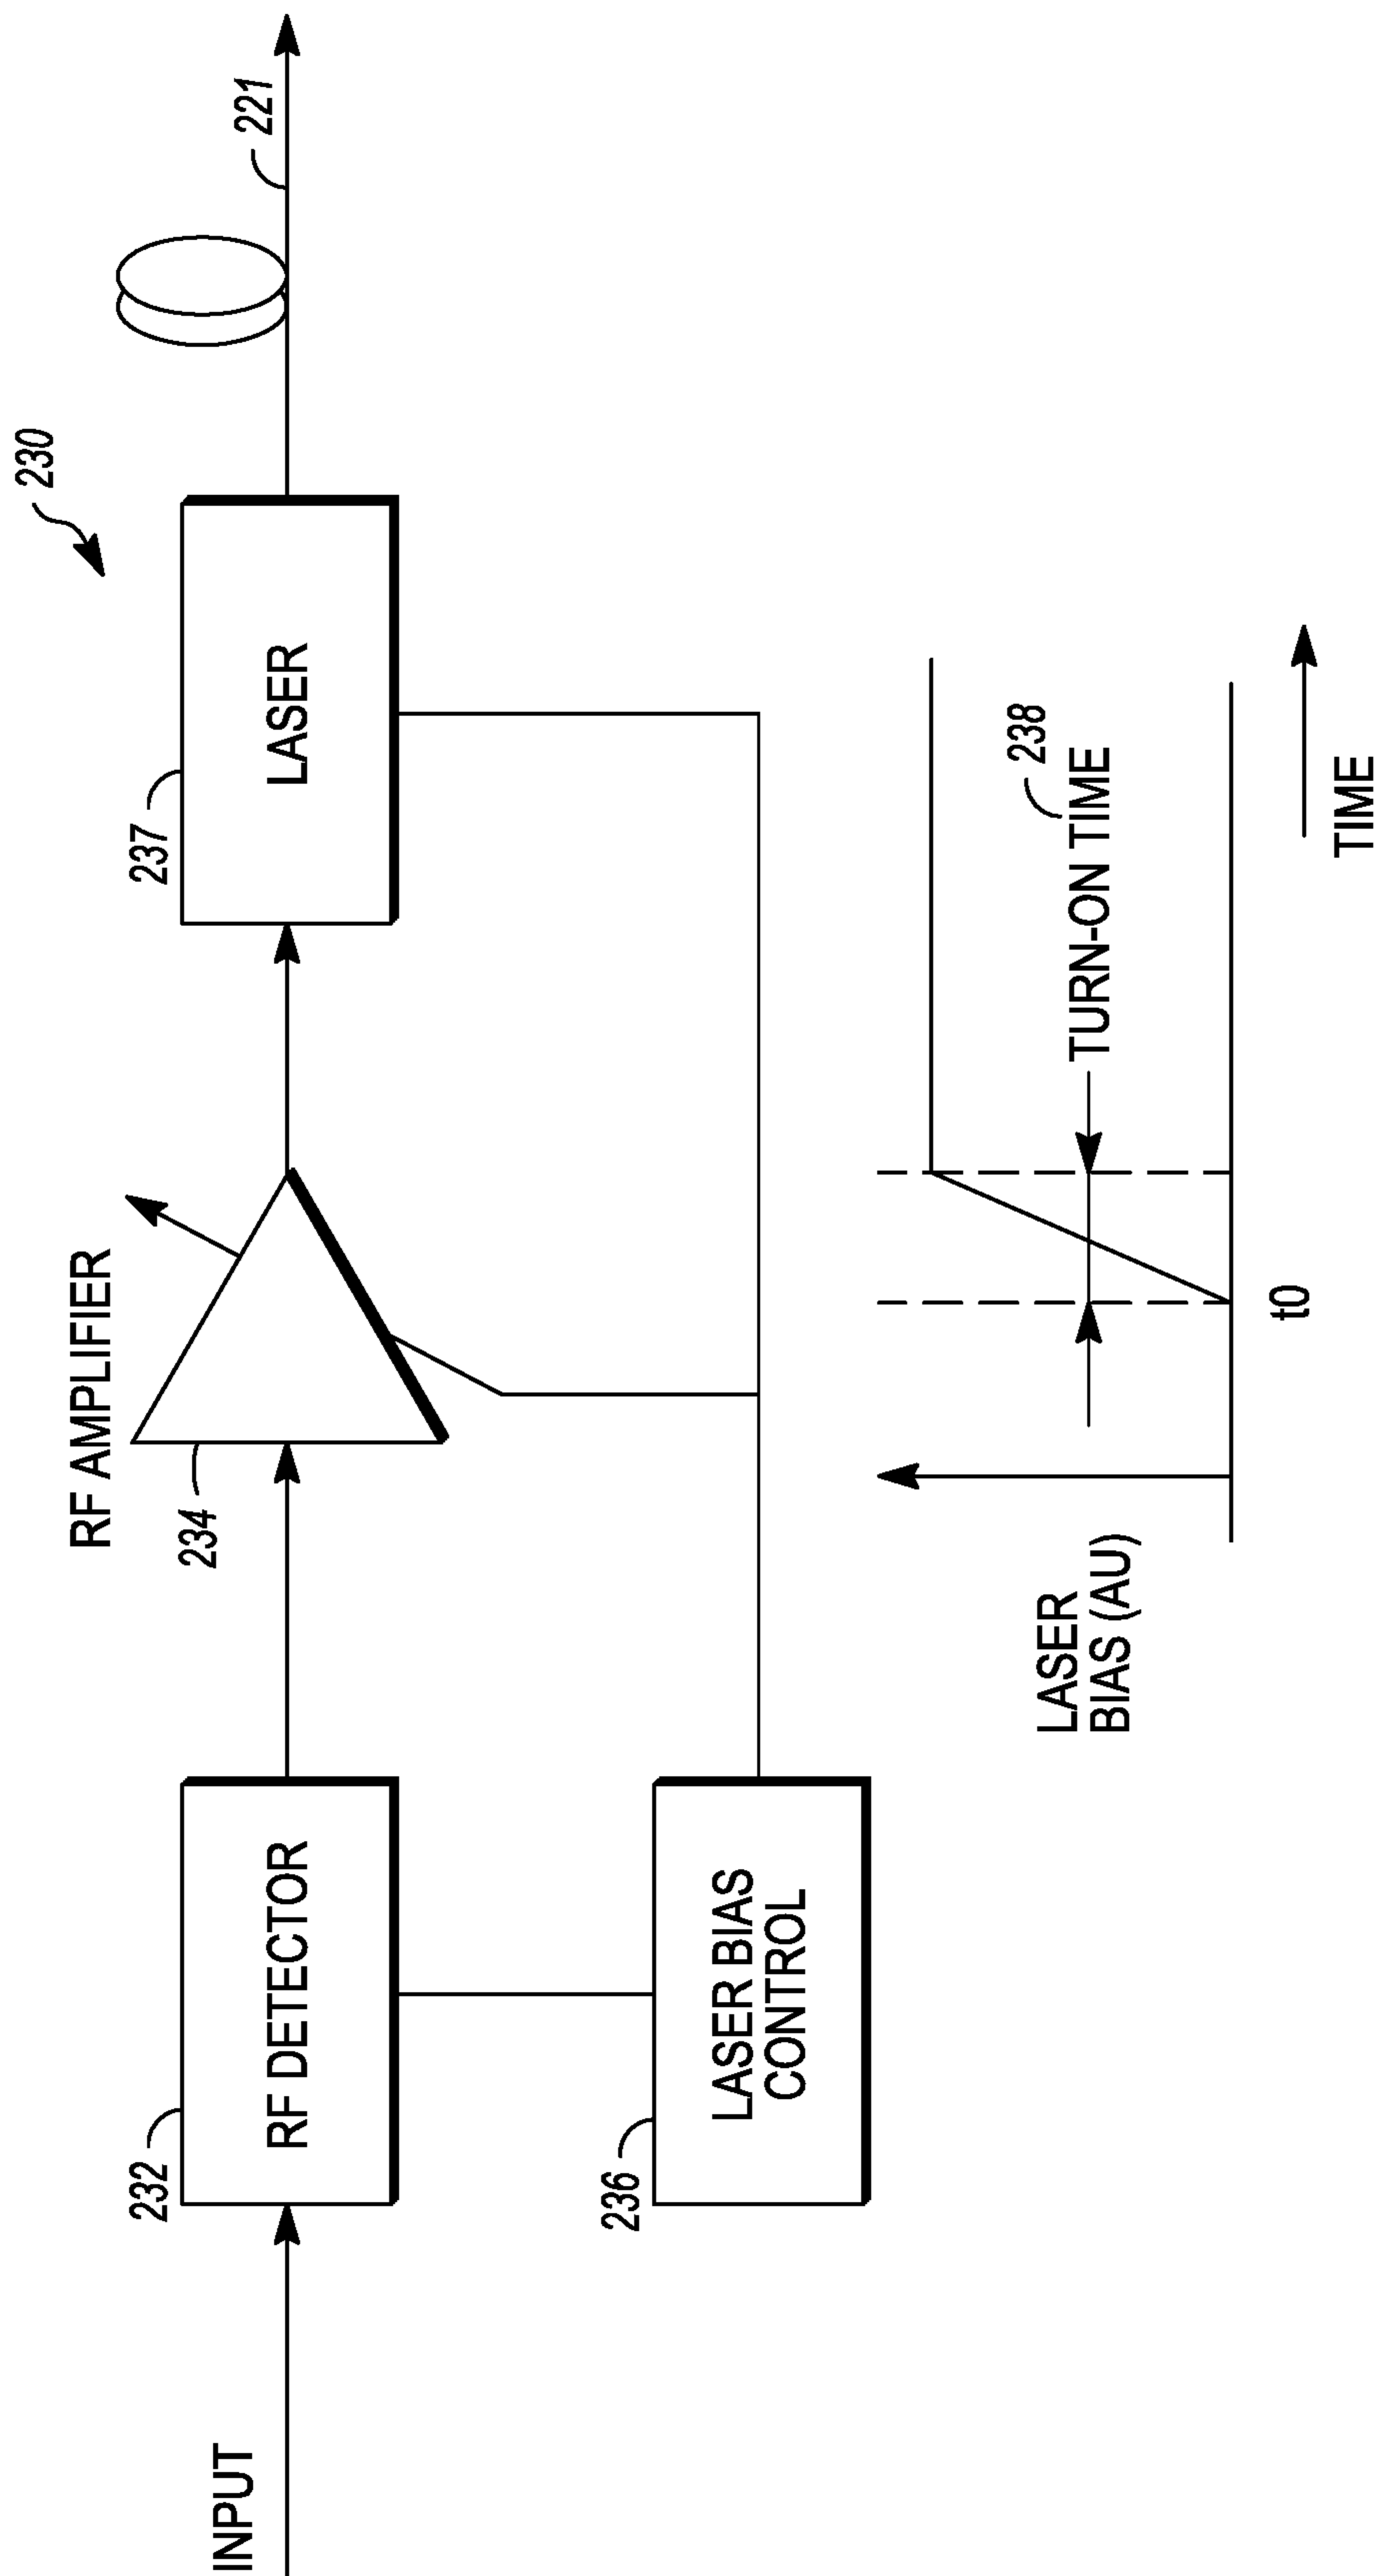 230
221
RF AMPLIFIER
INPUT
232
RF DETECTOR
234
237
LASER
236
LASER BIAS
CONTROL
LASER
BIAS (AU)
TURN-ON TIME
238
t0
TIME